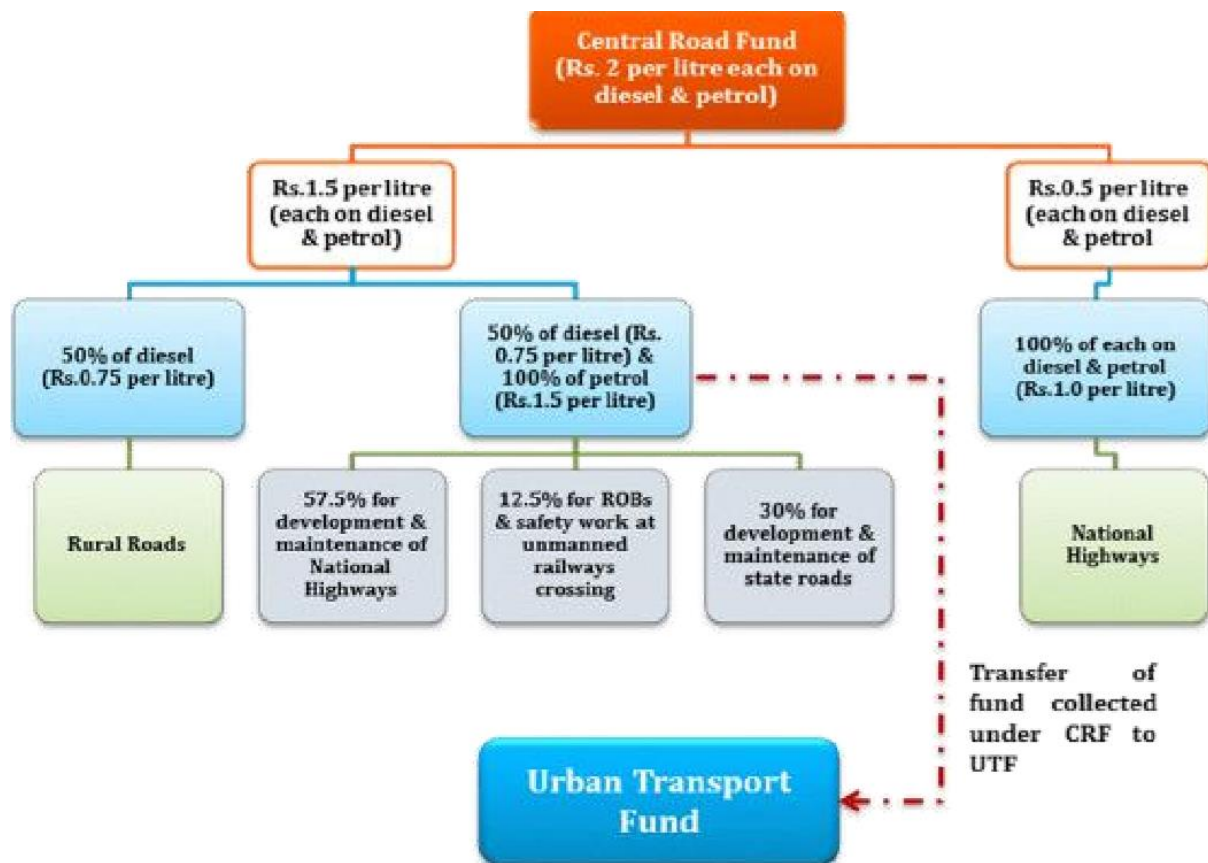 Central Road Fund
(Rs. 2 per litre each on
diesel & petrol)
Rs.1.5 per litre
(each on diesel
& petrol)
Rs.0.5 per litre
(each on diesel
& petrol
50% of diesel
(Rs.0.75 per litre)
50% of diesel (Rs.
0.75 per litre) &
100% of petrol
(Rs.1.5 per litre)
100% of each on
diesel & petrol
(Rs.1.0 per litre)
Rural Roads
57.5% for
development &
maintenance of
National
Highways
12.5% for ROBs
& safety work at
unmanned
railways
crossing
30% for
development &
maintenance of
state roads
National
Highways
Transfer of
fund collected
under CRF to
UTF
Urban Transport
Fund